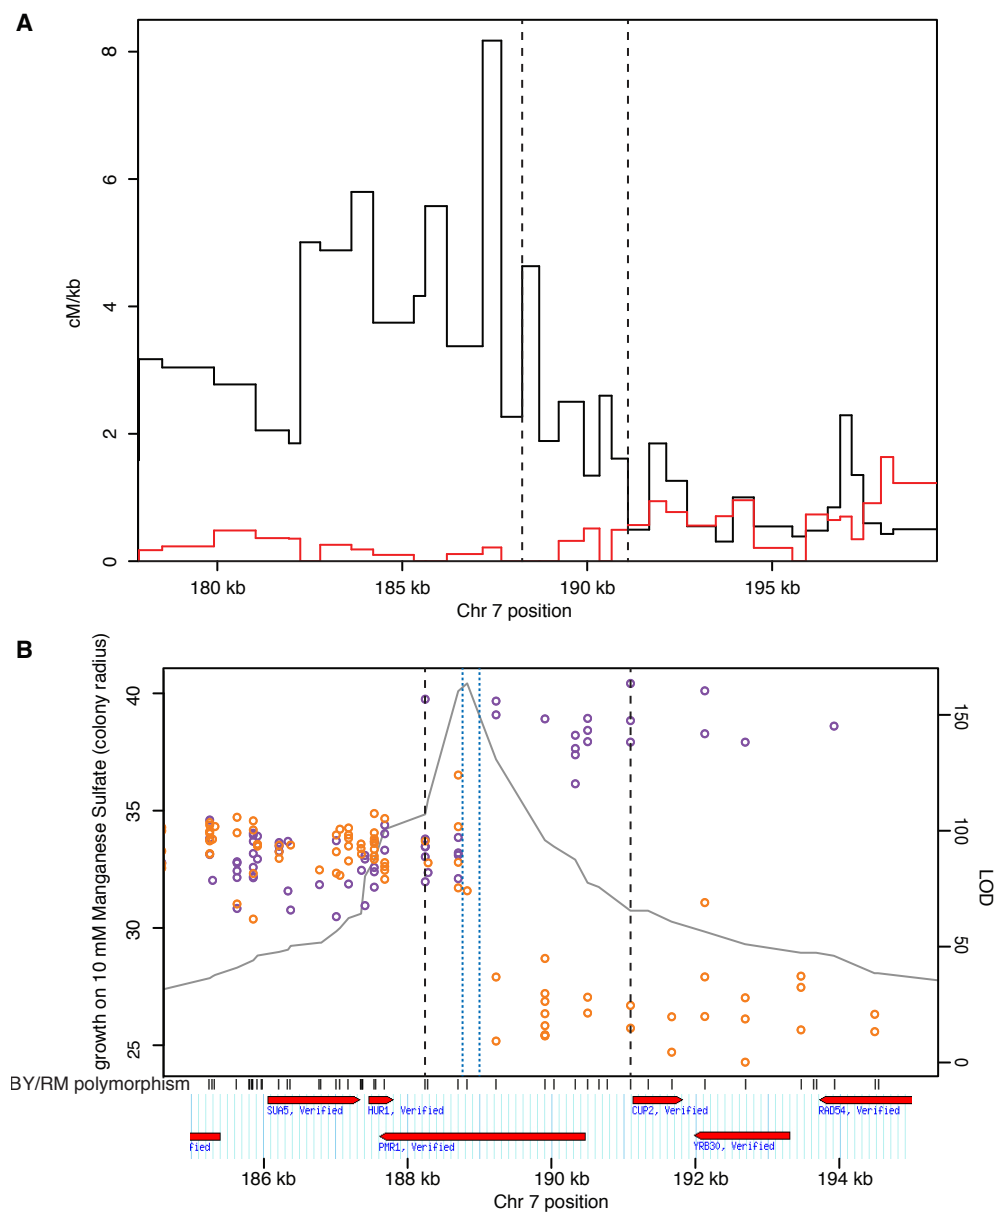 A
8
6
4
2
0
cM/kb
180 kb
185 kb
190 kb
195 kb
Chr 7 position
B
growth on 10 mM Manganese Sulfate (colony radius)
40
35
30
25
150
100
50
0
LOD
BY/RM polymorphism
SUA5, Verified
HUR1, Verified
CUP2, Verified
RAD54, Verified
fied
PMR1, Verified
YRB30, Verified
186 kb
188 kb
190 kb
192 kb
194 kb
Chr 7 position